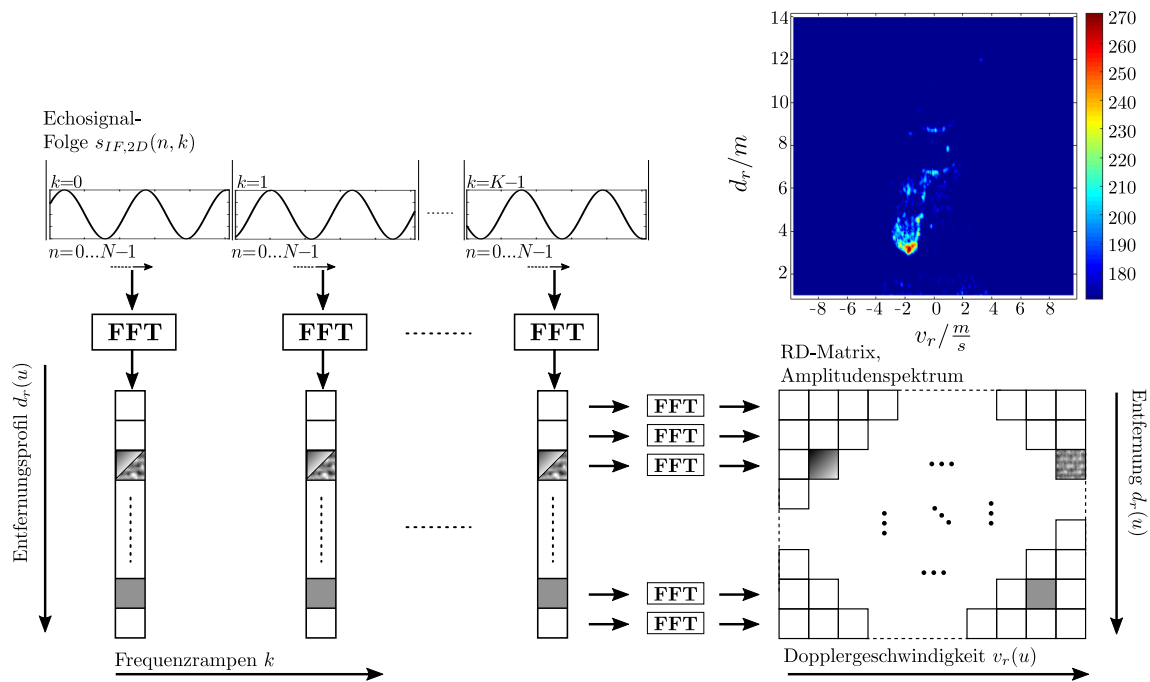 Echosignal-
Folge $s_{IF,2D}(n,k)$
k=0
k=1
k=K−1
n=0...N−1
n=0...N−1
n=0...N−1
FFT
FFT
FFT
Entfernungsprofil $d_r(u)$
Frequenzrampen k
FFT
FFT
FFT
FFT
FFT
$d_r/m$
14
12
10
8
6
4
2
-8
-6
-4
-2
0
2
4
6
8
$v_r/\frac{m}{s}$
270
260
250
240
230
220
210
200
190
180
RD-Matrix,
Amplitudenspektrum
Entfernung $d_r(u)$
Dopplergeschwindigkeit $v_r(u)$